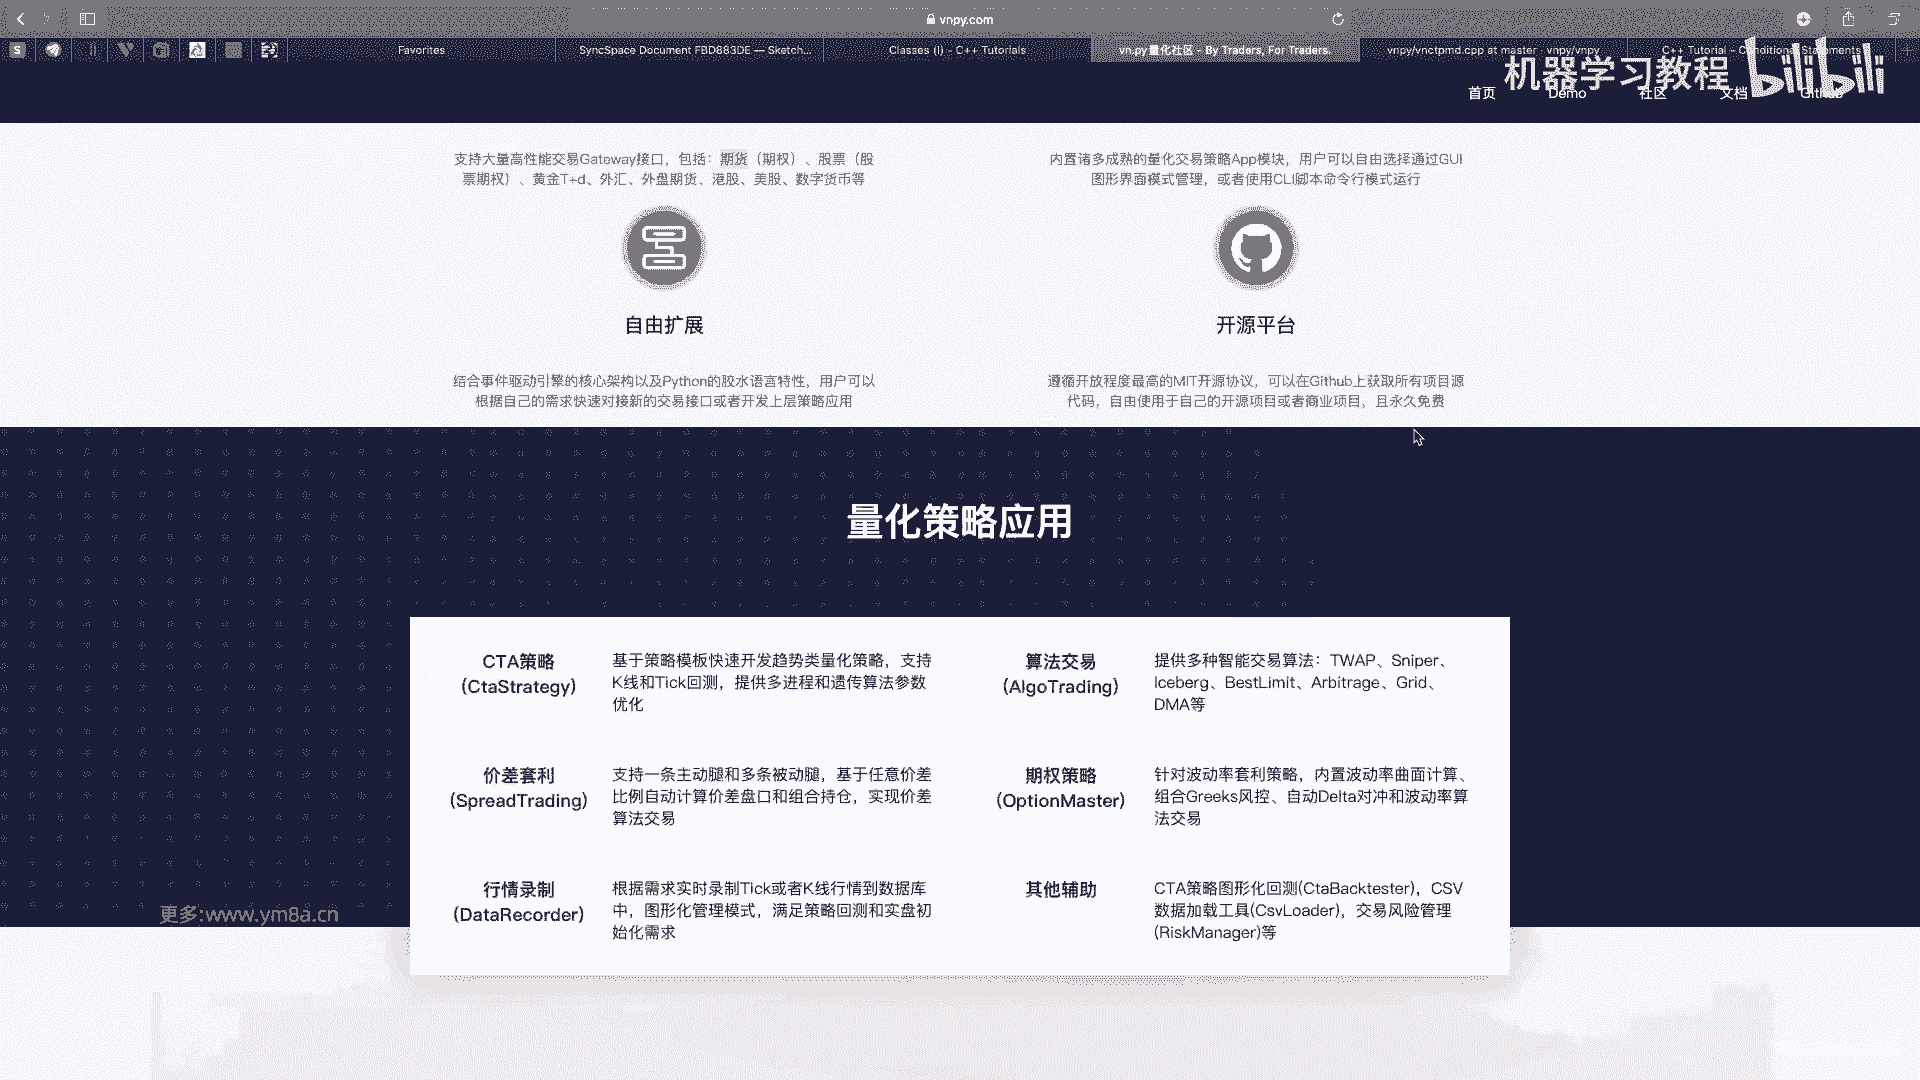 vnpy.com
Favorites
SyncSpace Document FBD883DE — Sketch...
Classes (I) - C++ Tutorials
vn.py量化社区 - By Traders, For Traders.
vnpy/vnctpmd.cpp at master · vnpy/vnpy
C++ Tutorial – Conditional Statements
机器学习教程
bilibili
首页
Demo
社区
文档
Github
支持大量高性能交易Gateway接口，包括：期货（期权）、股票（股
票期权）、黄金T+d、外汇、外盘期货、港股、美股、数字货币等
内置诸多成熟的量化交易策略App模块，用户可以自由选择通过GUI
图形界面模式管理，或者使用CLI脚本命令行模式运行
自由扩展
开源平台
结合事件驱动引擎的核心架构以及Python的胶水语言特性，用户可以
根据自己的需求快速对接新的交易接口或者开发上层策略应用
遵循开放程度最高的MIT开源协议，可以在Github上获取所有项目源
代码，自由使用于自己的开源项目或者商业项目，且永久免费
量化策略应用
CTA策略
(CtaStrategy)
基于策略模板快速开发趋势类量化策略，支持
K线和Tick回测，提供多进程和遗传算法参数
优化
算法交易
(AlgoTrading)
提供多种智能交易算法：TWAP、Sniper、
Iceberg、BestLimit、Arbitrage、Grid、
DMA等
价差套利
(SpreadTrading)
支持一条主动腿和多条被动腿，基于任意价差
比例自动计算价差盘口和组合持仓，实现价差
算法交易
期权策略
(OptionMaster)
针对波动率套利策略，内置波动率曲面计算、
组合Greeks风控、自动Delta对冲和波动率算
法交易
行情录制
(DataRecorder)
根据需求实时录制Tick或者K线行情到数据库
中，图形化管理模式，满足策略回测和实盘初
始化需求
其他辅助
CTA策略图形化回测(CtaBacktester)，CSV
数据加载工具(CsvLoader)，交易风险管理
(RiskManager)等
更多:www.ym8a.cn